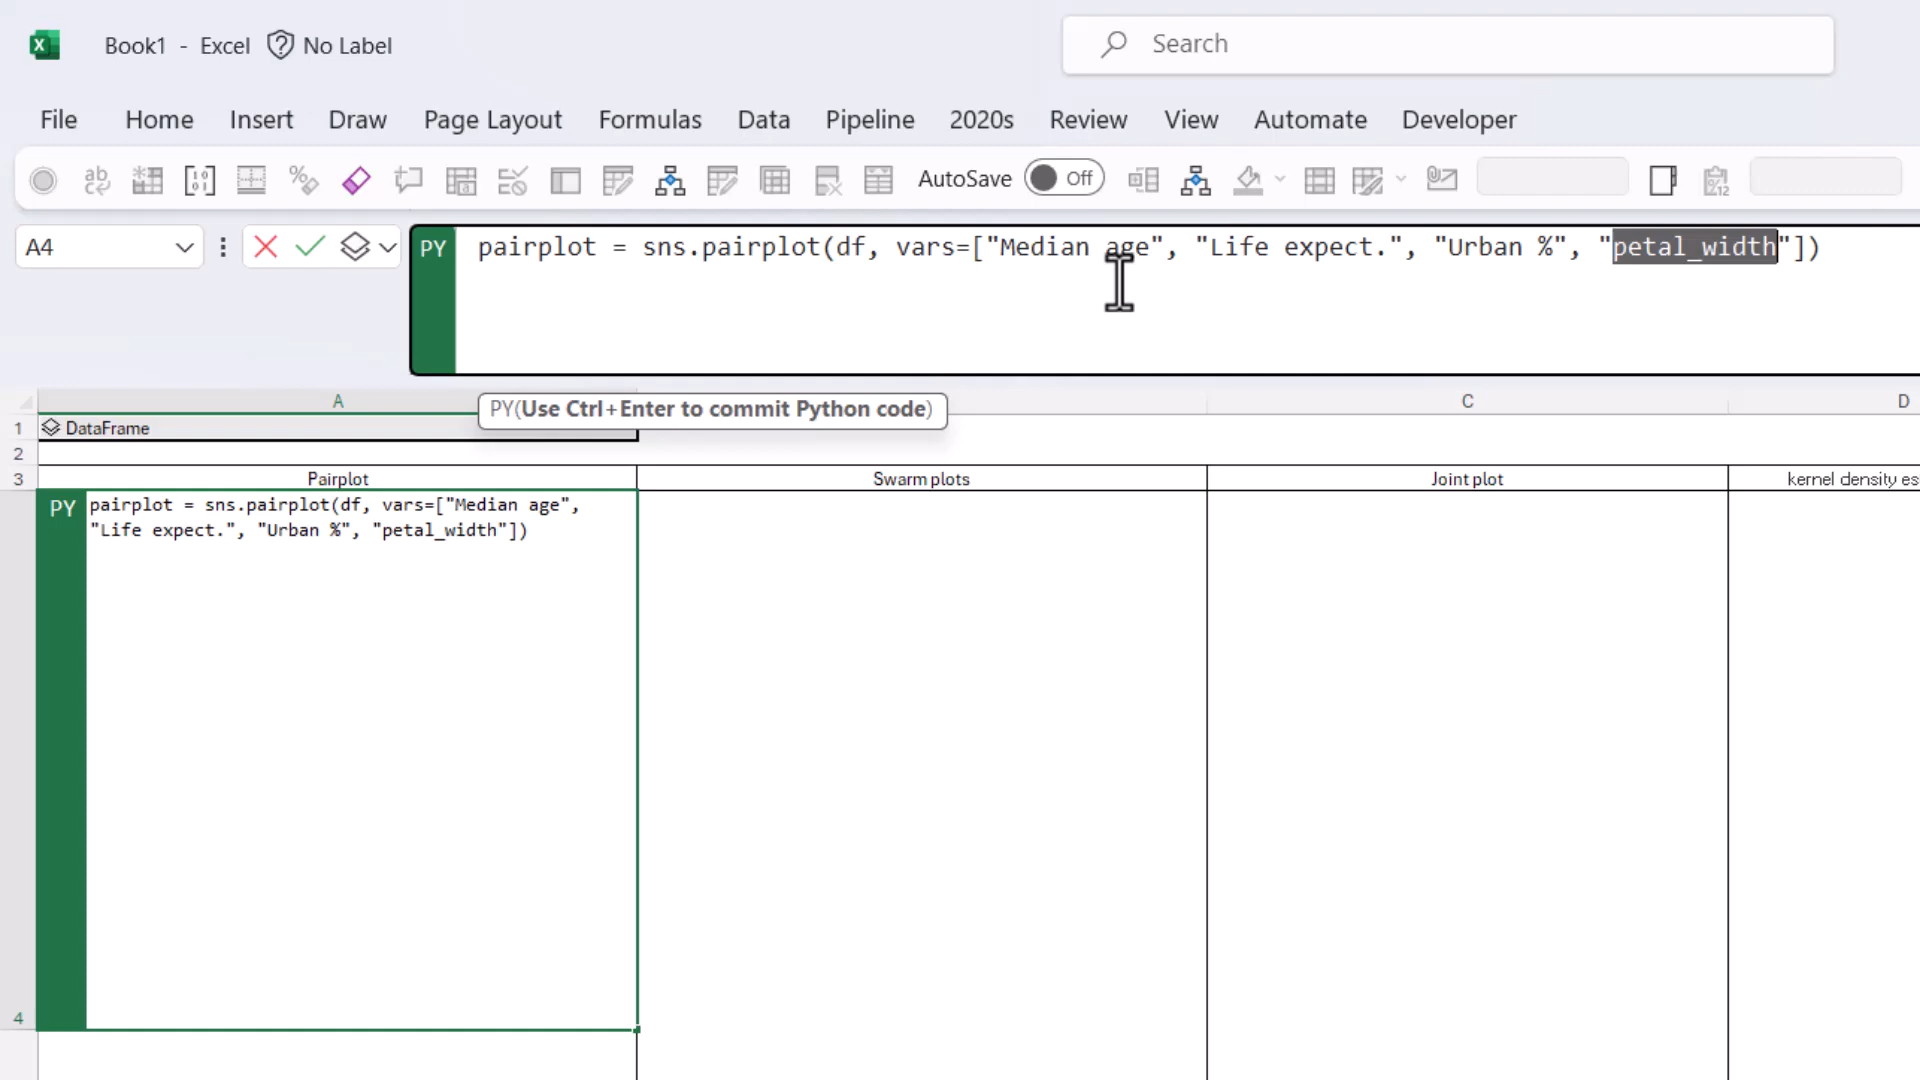 Book1 - Excel No Label
Search
File Home Insert Draw Page Layout Formulas Data Pipeline 2020s Review View Automate Developer
AutoSave Off
A4
PY pairplot = sns.pairplot(df, vars=["Median age", "Life expect.", "Urban %", "petal_width"])
PY(Use Ctrl+Enter to commit Python code)
A C D
1 DataFrame
2
3 Pairplot Swarm plots Joint plot kernel density es
PY pairplot = sns.pairplot(df, vars=["Median age",
"Life expect.", "Urban %", "petal_width"])
4